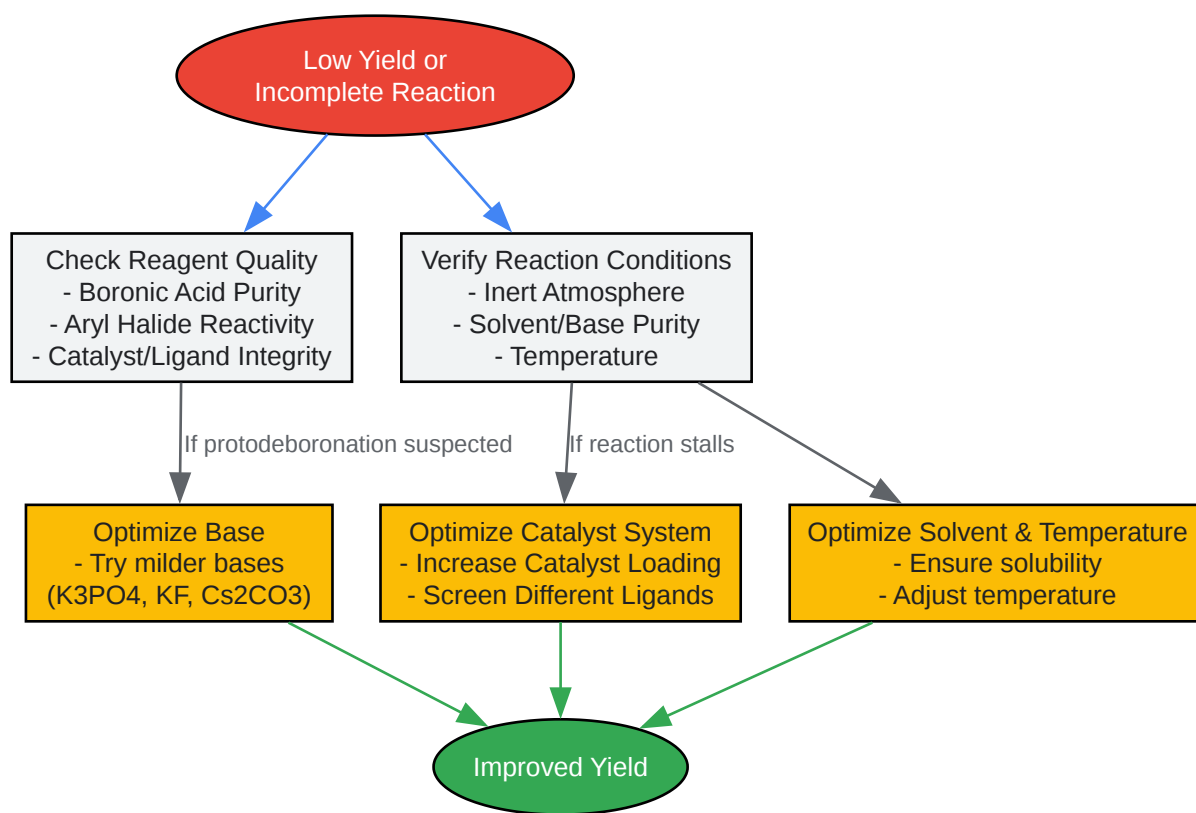 Low Yield or
Incomplete Reaction
Check Reagent Quality
- Boronic Acid Purity
- Aryl Halide Reactivity
- Catalyst/Ligand Integrity
Verify Reaction Conditions
- Inert Atmosphere
- Solvent/Base Purity
- Temperature
If protodeboronation suspected
If reaction stalls
Optimize Base
- Try milder bases
(K3PO4, KF, Cs2CO3)
Optimize Catalyst System
- Increase Catalyst Loading
- Screen Different Ligands
Optimize Solvent & Temperature
- Ensure solubility
- Adjust temperature
Improved Yield